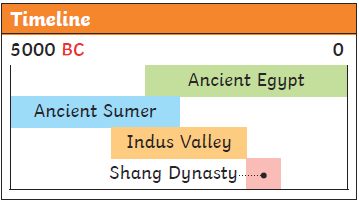 Timeline
5000 BC 0
Ancient Egypt
Ancient Sumer
Indus Valley
Shang Dynasty